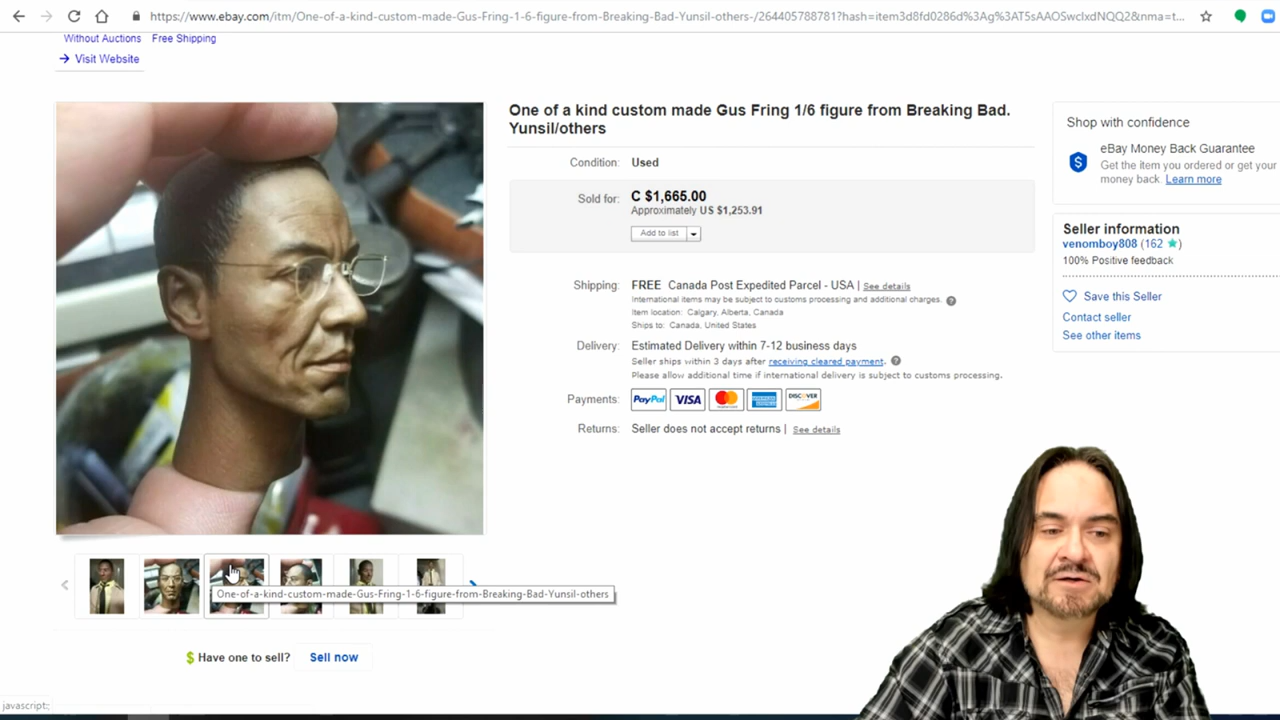 https://www.ebay.com/itm/One-of-a-kind-custom-made-Gus-Fring-1-6-figure-from-Breaking-Bad-Yunsil-others-/264405788781?hash=item3d8fd0286d%3Ag%3AT5sAAOSwcIxdNQQ2&nma=t...
Without Auctions Free Shipping
→ Visit Website
One of a kind custom made Gus Fring 1/6 figure from Breaking Bad.
Yunsil/others
Condition: Used
Sold for: C $1,665.00
Approximately US $1,253.91
Add to list
Shipping: FREE Canada Post Expedited Parcel - USA | See details
International items may be subject to customs processing and additional charges. ?
Item location: Calgary, Alberta, Canada
Ships to: Canada, United States
Delivery: Estimated Delivery within 7-12 business days
Seller ships within 3 days after receiving cleared payment. ?
Please allow additional time if international delivery is subject to customs processing.
Payments: PayPal VISA MasterCard AMERICAN EXPRESS DISCOVER
Returns: Seller does not accept returns | See details
Shop with confidence
$ eBay Money Back Guarantee
Get the item you ordered or get your
money back. Learn more
Seller information
venomboy808 (162 ★)
100% Positive feedback
Save this Seller
Contact seller
See other items
One-of-a-kind-custom-made-Gus-Fring-1-6-figure-from-Breaking-Bad-Yunsil-others
$ Have one to sell? Sell now
javascript:;